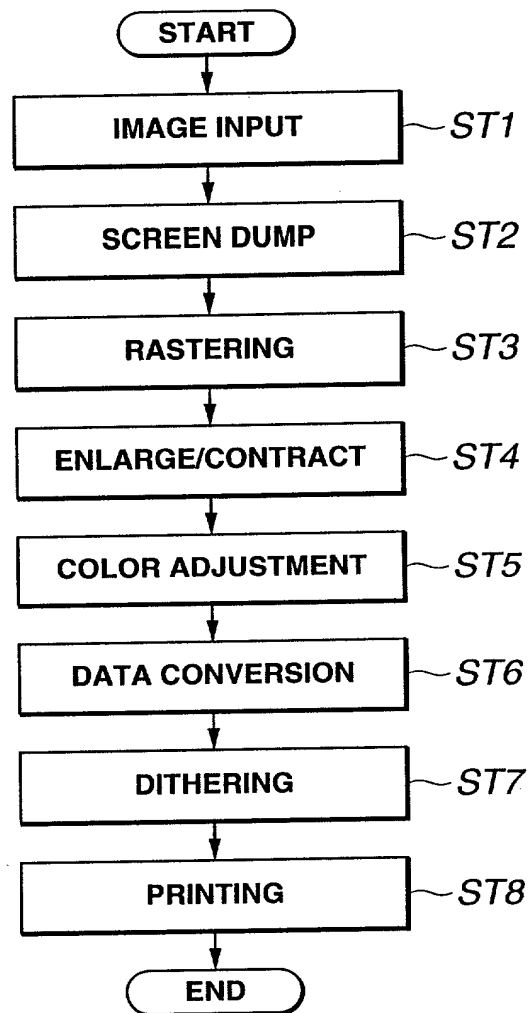 START
IMAGE INPUT ST1
SCREEN DUMP ST2
RASTERING ST3
ENLARGE/CONTRACT ST4
COLOR ADJUSTMENT ST5
DATA CONVERSION ST6
DITHERING ST7
PRINTING ST8
END